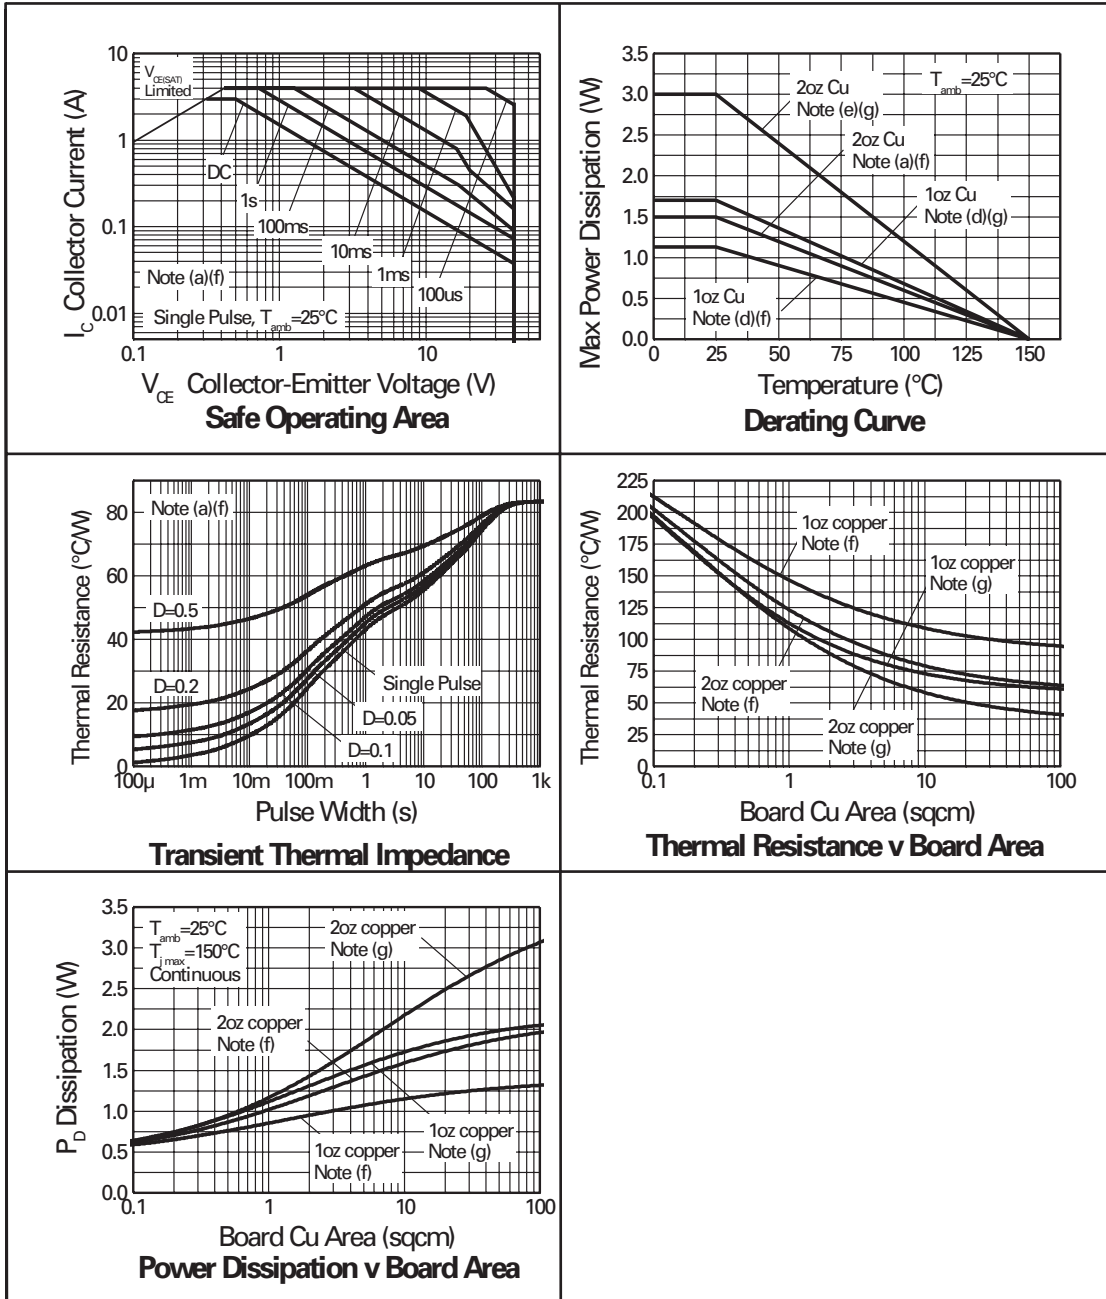 10
1
0.1
0.01
I_C Collector Current (A)
V_CE(SAT)
Limited
DC
1s
100ms
10ms
1ms
100us
Note (a)(f)
Single Pulse, T_amb=25°C
0.1
1
10
V_CE Collector-Emitter Voltage (V)
Safe Operating Area
3.5
3.0
2.5
2.0
1.5
1.0
0.5
0.0
Max Power Dissipation (W)
2oz Cu
Note (e)(g)
T_amb=25°C
2oz Cu
Note (a)(f)
1oz Cu
Note (d)(g)
1oz Cu
Note (d)(f)
0
25
50
75
100
125
150
Temperature (°C)
Derating Curve
80
60
40
20
0
Thermal Resistance (°C/W)
Note (a)(f)
D=0.5
D=0.2
Single Pulse
D=0.05
D=0.1
100µ
1m
10m
100m
1
10
100
1k
Pulse Width (s)
Transient Thermal Impedance
225
200
175
150
125
100
75
50
25
0
Thermal Resistance (°C/W)
1oz copper
Note (f)
1oz copper
Note (g)
2oz copper
Note (f)
2oz copper
Note (g)
0.1
1
10
100
Board Cu Area (sqcm)
Thermal Resistance v Board Area
3.5
3.0
2.5
2.0
1.5
1.0
0.5
0.0
P_D Dissipation (W)
T_amb=25°C
T_j max=150°C
Continuous
2oz copper
Note (g)
2oz copper
Note (f)
1oz copper
Note (g)
1oz copper
Note (f)
0.1
1
10
100
Board Cu Area (sqcm)
Power Dissipation v Board Area